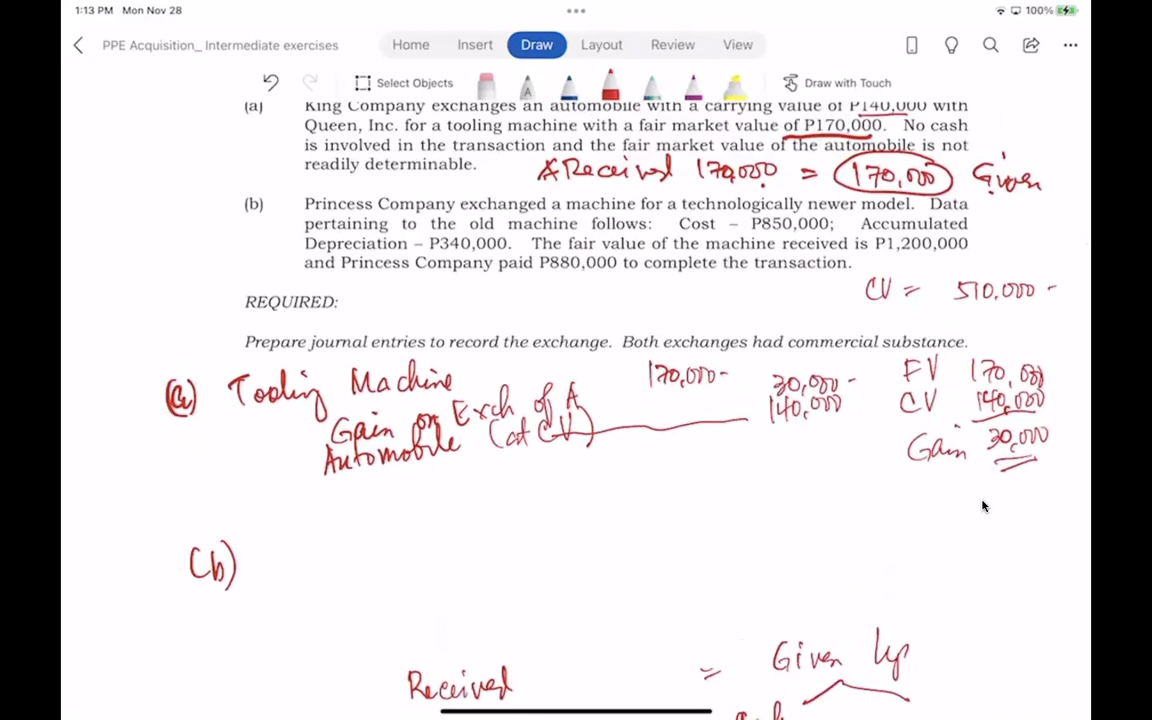 1:13 PM Mon Nov 28
100%
PPE Acquisition_ Intermediate exercises
Home Insert Draw Layout Review View
Select Objects
A
Draw with Touch
(a) King Company exchanges an automobile with a carrying value of P140,000 with
Queen, Inc. for a tooling machine with a fair market value of P170,000. No cash
is involved in the transaction and the fair market value of the automobile is not
readily determinable.
Received 170,000 = 170,000 Given
(b) Princess Company exchanged a machine for a technologically newer model. Data
pertaining to the old machine follows: Cost – P850,000; Accumulated
Depreciation – P340,000. The fair value of the machine received is P1,200,000
and Princess Company paid P880,000 to complete the transaction.
CV = 510,000 -
REQUIRED:
Prepare journal entries to record the exchange. Both exchanges had commercial substance.
(a) Tooling Machine 170,000-
Gain on Exch of A 30,000-
Automobile (at CV) 140,000
FV 170,000
CV 140,000
Gain 30,000
(b)
Received = Given up